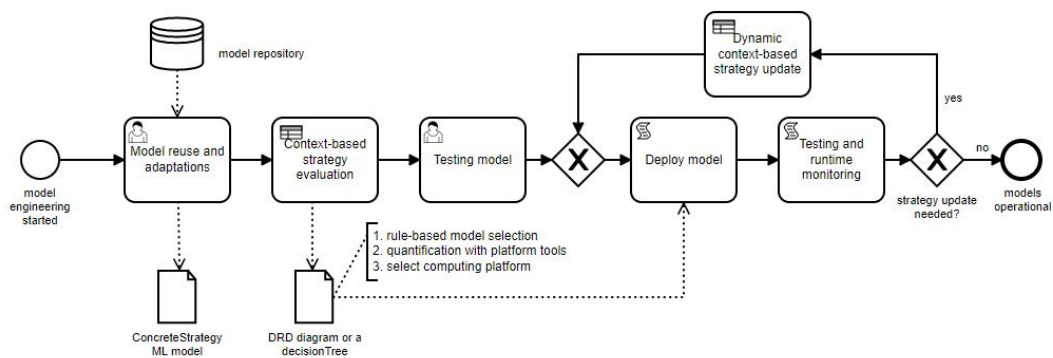 model repository
Dynamic
context-based
strategy update
yes
Model reuse and
adaptations
Context-based
strategy
evaluation
Testing model
X
Deploy model
Testing and
runtime
monitoring
X
no
model
engineering
started
strategy update
needed?
models
operational
1. rule-based model selection
2. quantification with platform tools
3. select computing platform
ConcreteStrategy
ML model
DRD diagram or a
decisionTree